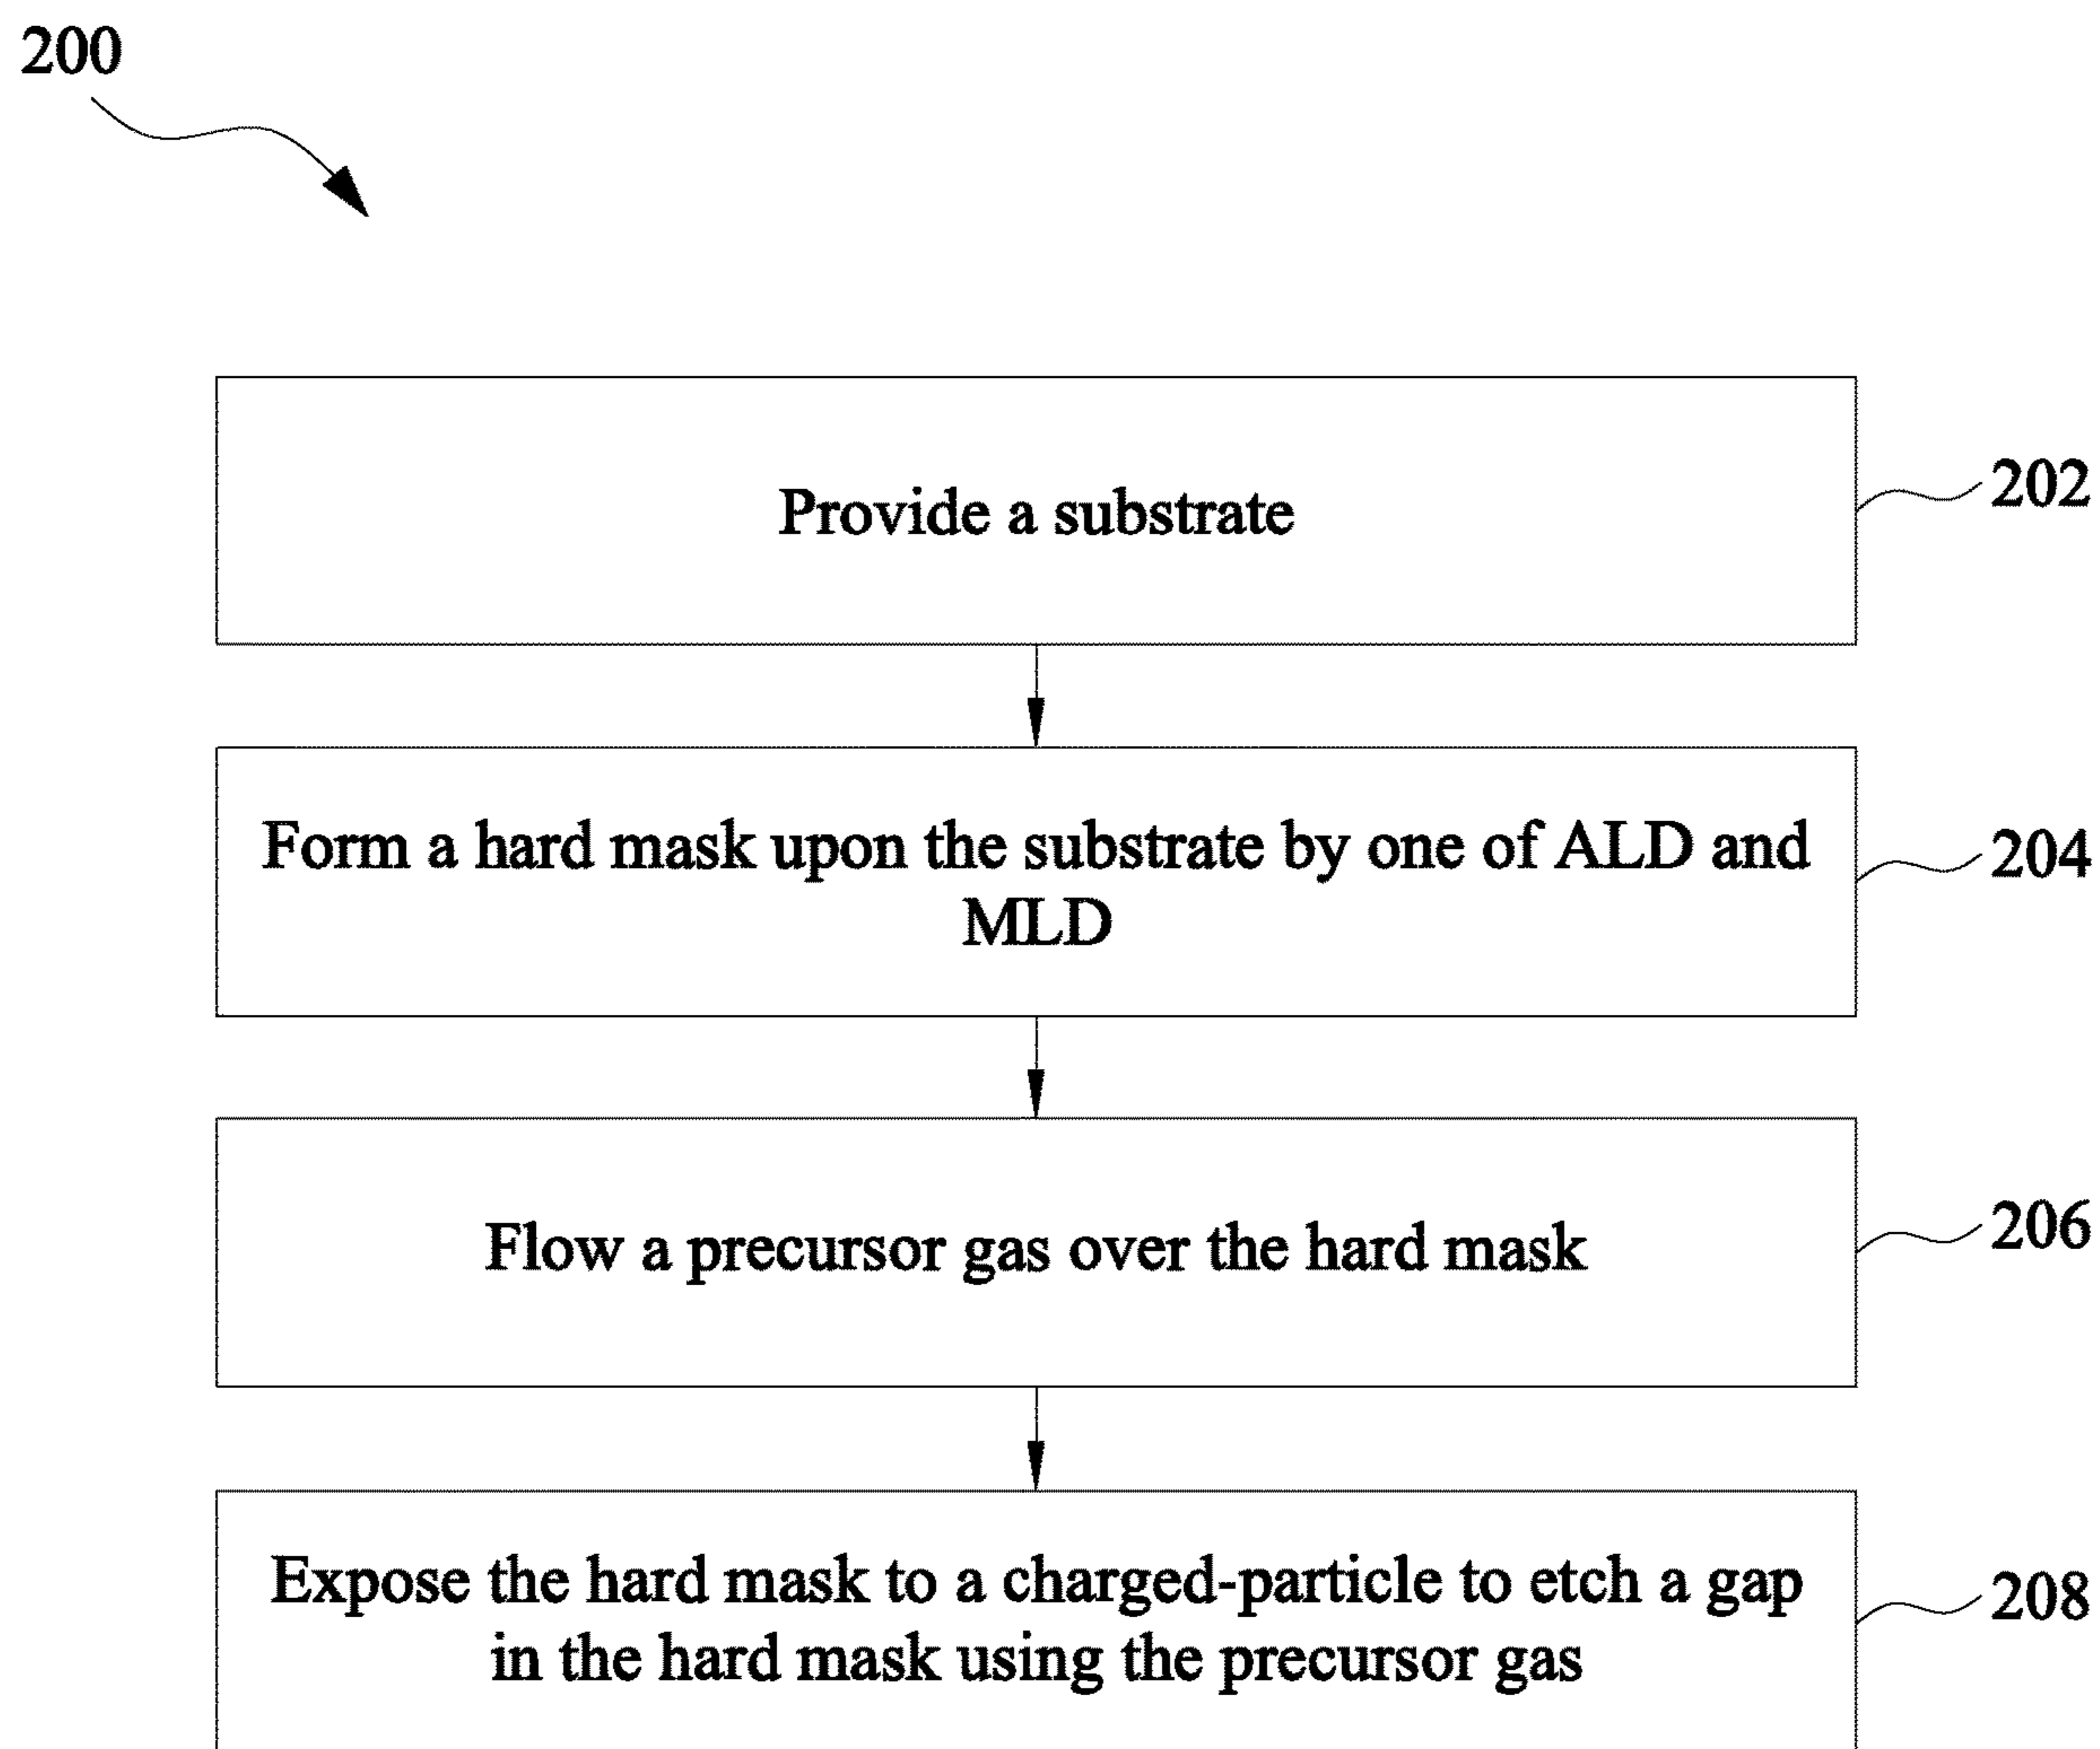 200
Provide a substrate
202
Form a hard mask upon the substrate by one of ALD and
MLD
204
Flow a precursor gas over the hard mask
206
Expose the hard mask to a charged-particle to etch a gap
in the hard mask using the precursor gas
208